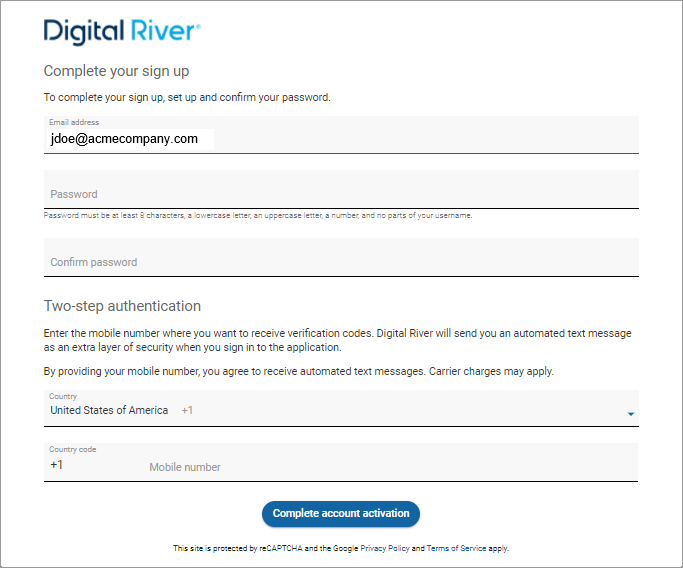 Digital River®
Complete your sign up
To complete your sign up, set up and confirm your password.
Email address
jdoe@acmecompany.com
Password
Password must be at least 8 characters, a lowercase letter, an uppercase letter, a number, and no parts of your username.
Confirm password
Two-step authentication
Enter the mobile number where you want to receive verification codes. Digital River will send you an automated text message
as an extra layer of security when you sign in to the application.
By providing your mobile number, you agree to receive automated text messages. Carrier charges may apply.
Country
United States of America +1
Country code
+1 Mobile number
Complete account activation
This site is protected by reCAPTCHA and the Google Privacy Policy and Terms of Service apply.